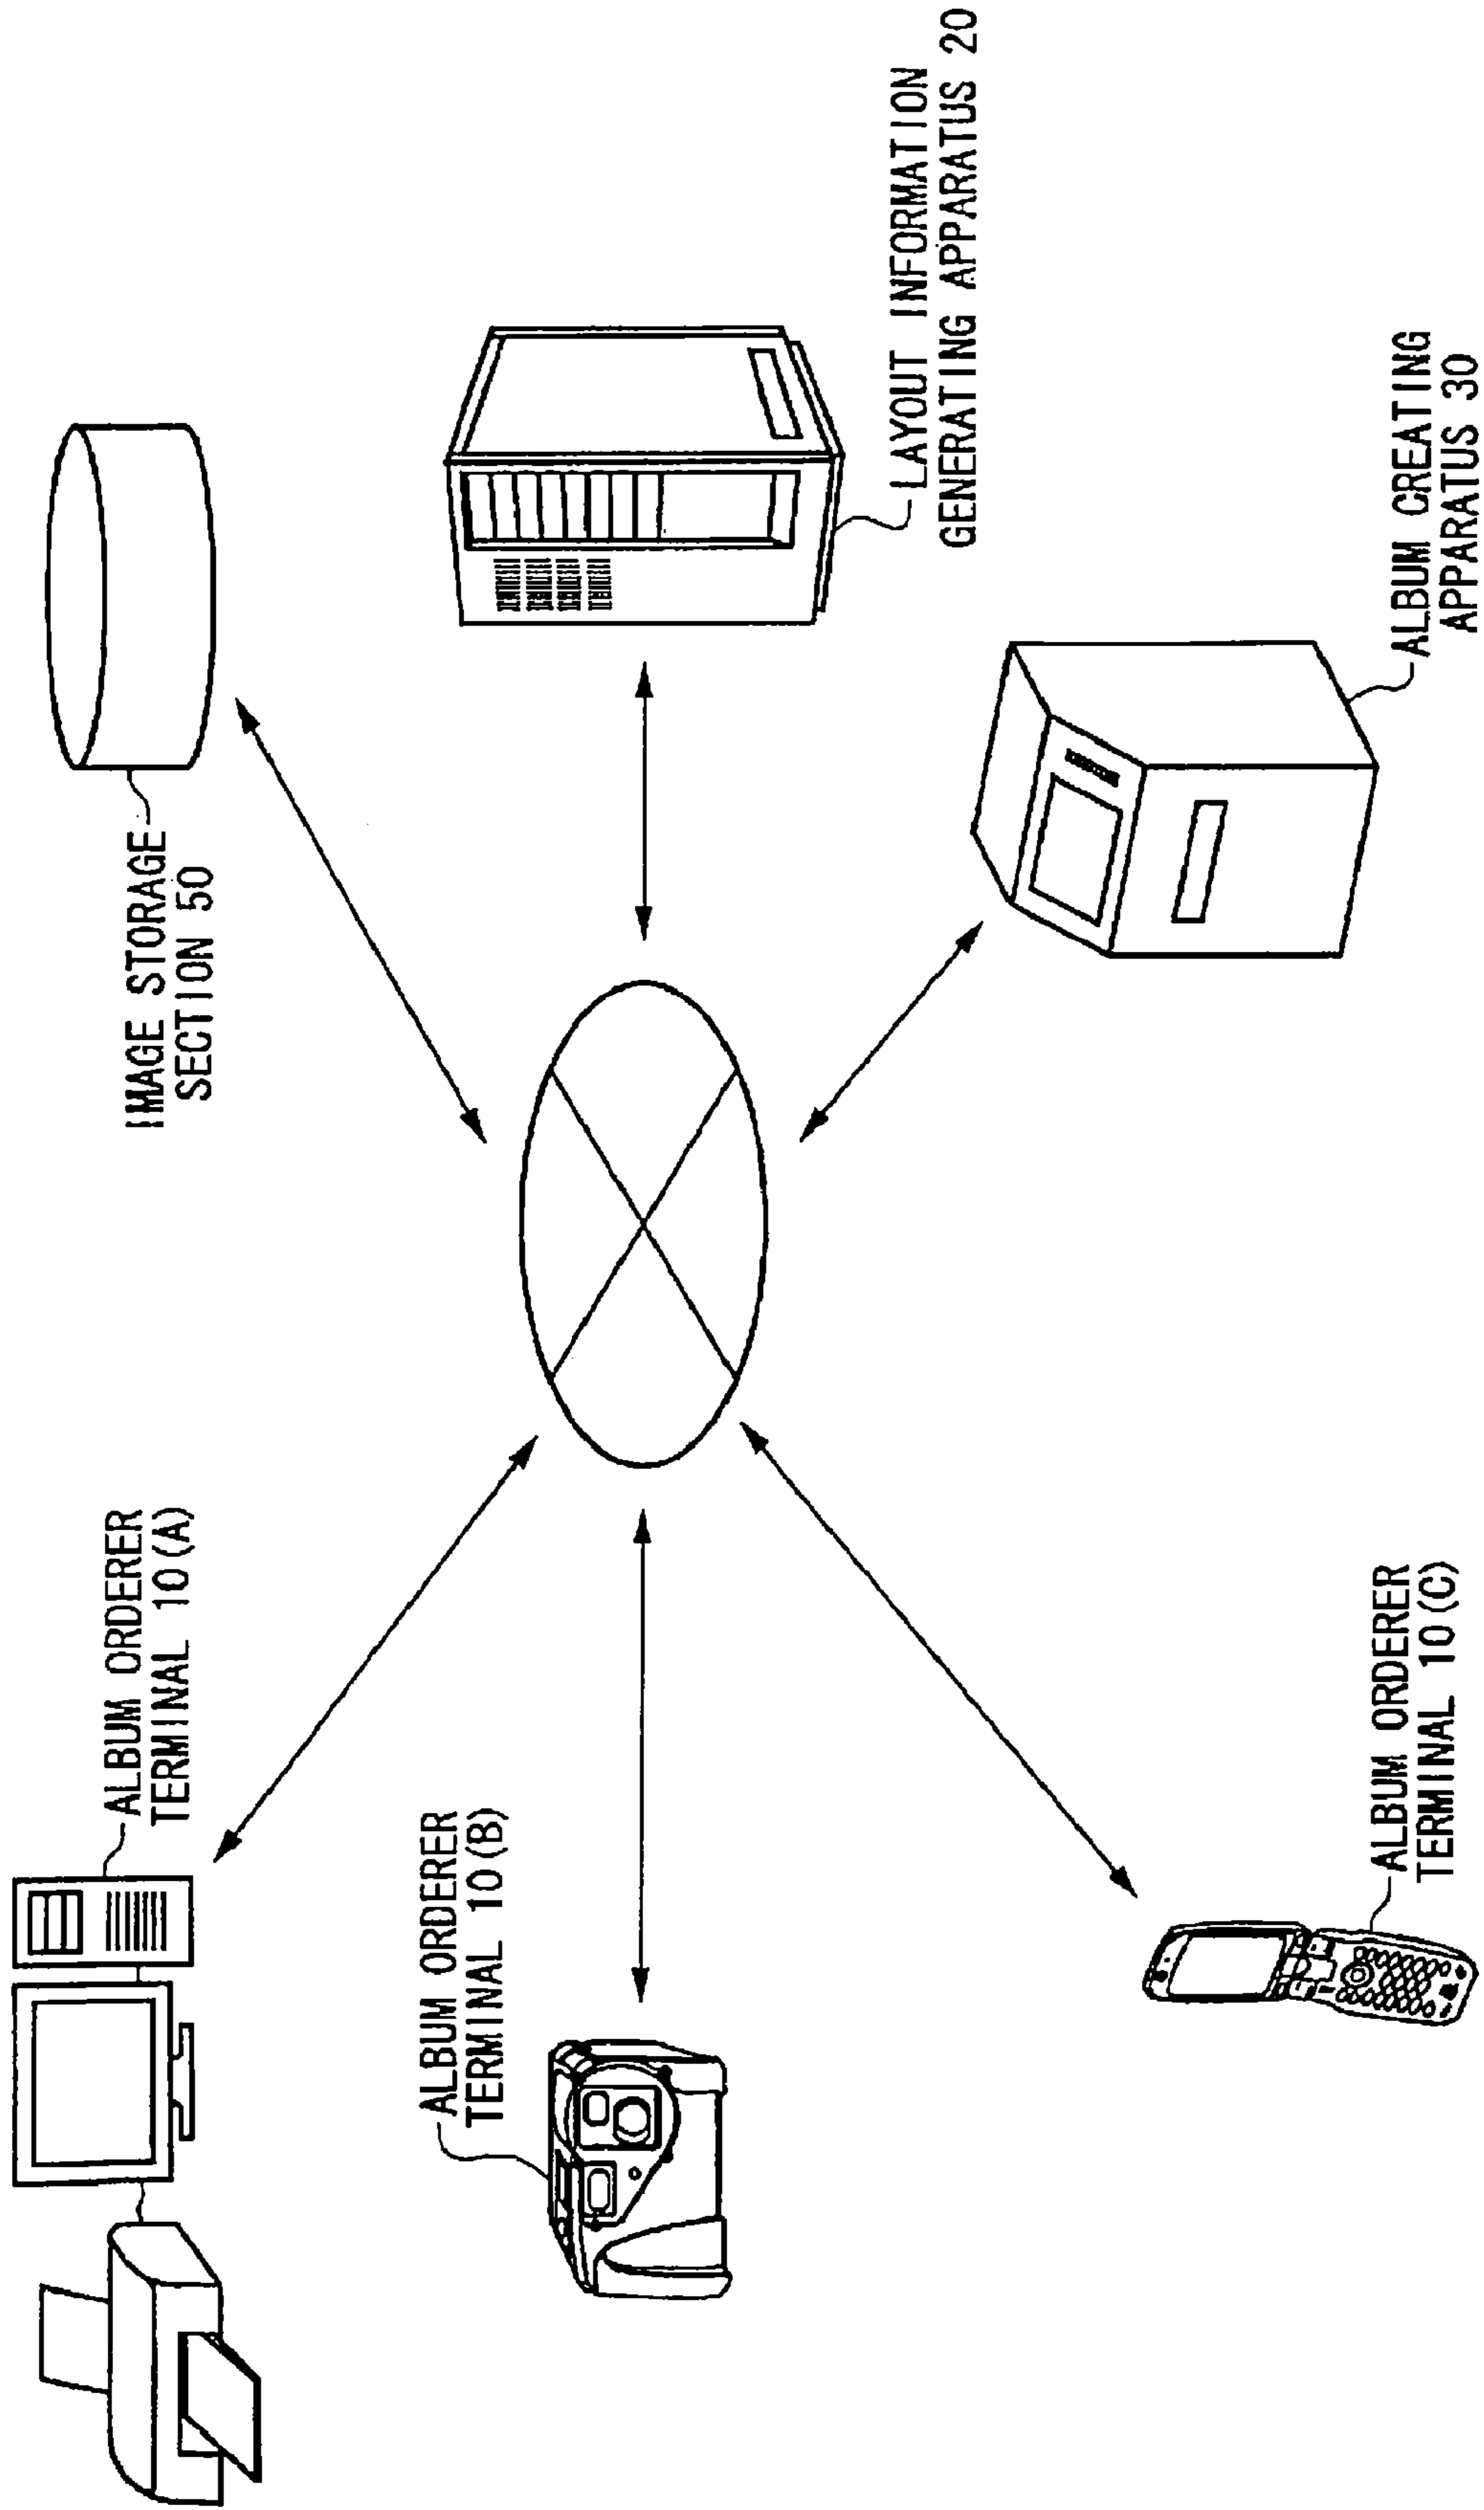 ALBUM ORDERER
TERMINAL 10(A)
IMAGE STORAGE
SECTION 50
ALBUM ORDERER
TERMINAL 10(B)
LAYOUT INFORMATION
GENERATING APPARATUS 20
ALBUM ORDERER
TERMINAL 10(C)
ALBUM CREATING
APPARATUS 30